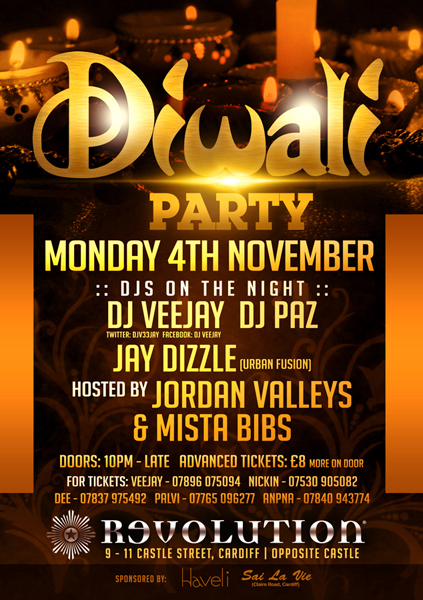 Diwali
PARTY
MONDAY 4TH NOVEMBER
:: DJS ON THE NIGHT ::
DJ VEEJAY DJ PAZ
TWITTER: DJV33JAY FACEBOOK: DJ VEEJAY
JAY DIZZLE (URBAN FUSION)
HOSTED BY JORDAN VALLEYS
& MISTA BIBS
DOORS: 10PM - LATE ADVANCED TICKETS: £8 MORE ON DOOR
FOR TICKETS: VEEJAY - 07896 075094 NICKIN - 07530 905082
DEE - 07837 975492 PALVI - 07765 096277 ANPNA - 07840 943774
REVOLUTION®
9 - 11 CASTLE STREET, CARDIFF | OPPOSITE CASTLE
SPONSORED BY: Haveli Sai La Vie
(Claire Road, Cardiff)